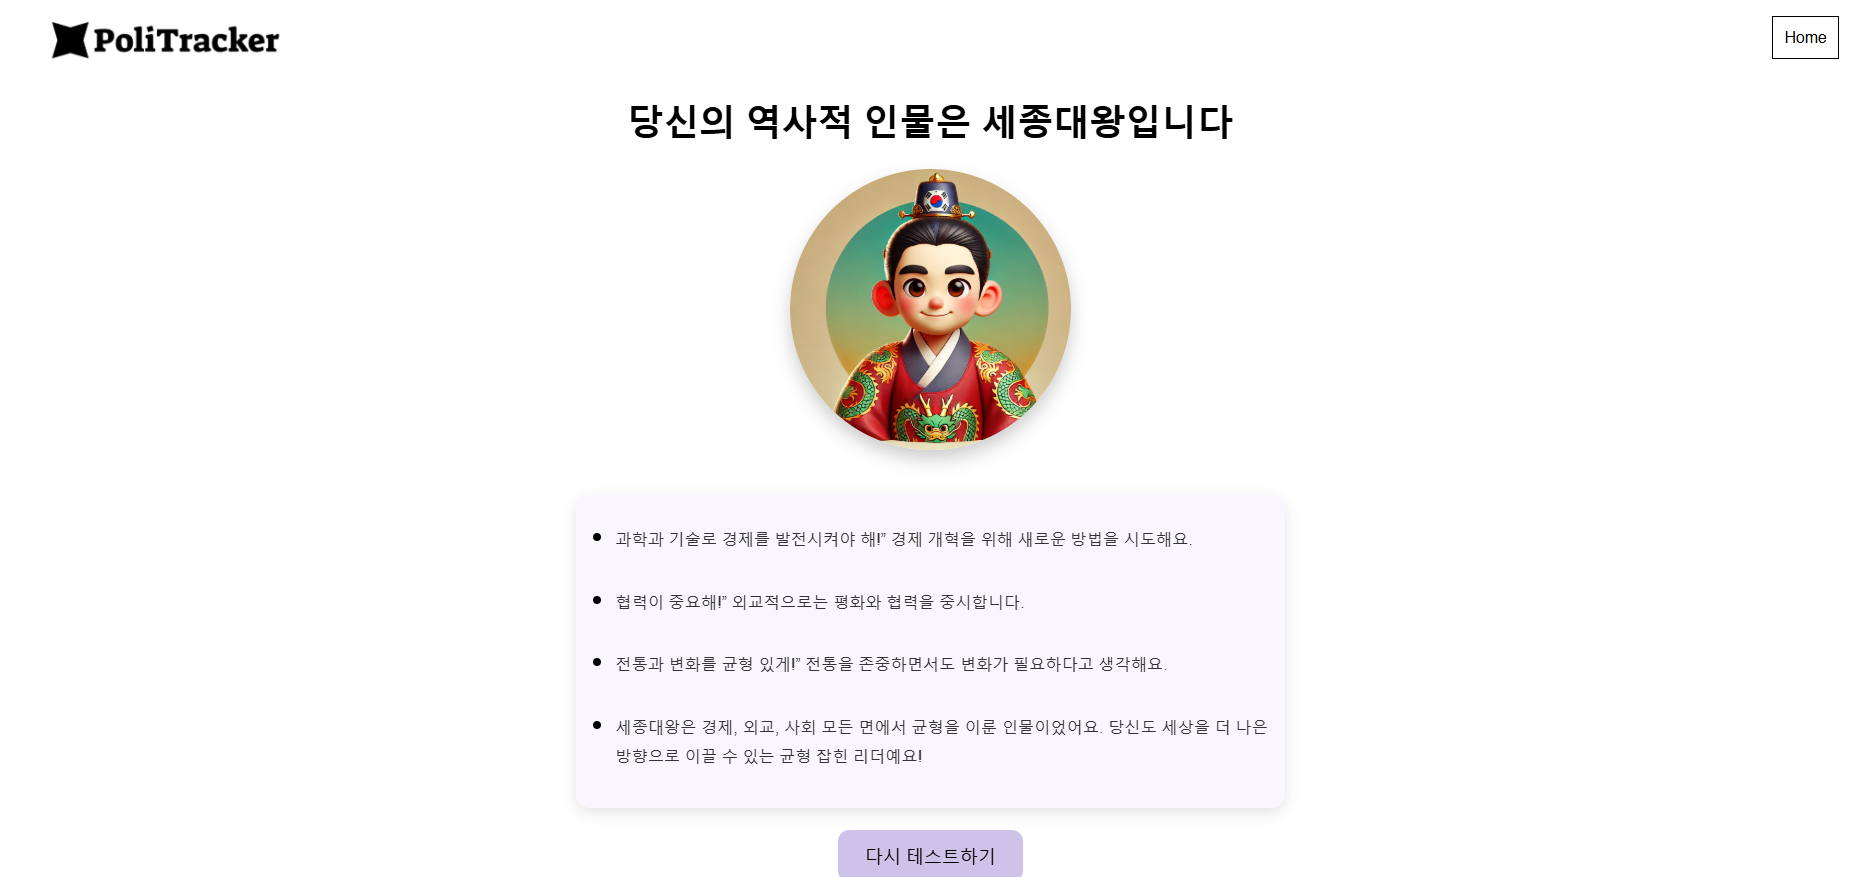 PoliTracker
Home
당신의 역사적 인물은 세종대왕입니다
과학과 기술로 경제를 발전시켜야 해!” 경제 개혁을 위해 새로운 방법을 시도해요.
협력이 중요해!” 외교적으로는 평화와 협력을 중시합니다.
전통과 변화를 균형 있게!” 전통을 존중하면서도 변화가 필요하다고 생각해요.
세종대왕은 경제, 외교, 사회 모든 면에서 균형을 이룬 인물이었어요. 당신도 세상을 더 나은
방향으로 이끌 수 있는 균형 잡힌 리더예요!
다시 테스트하기